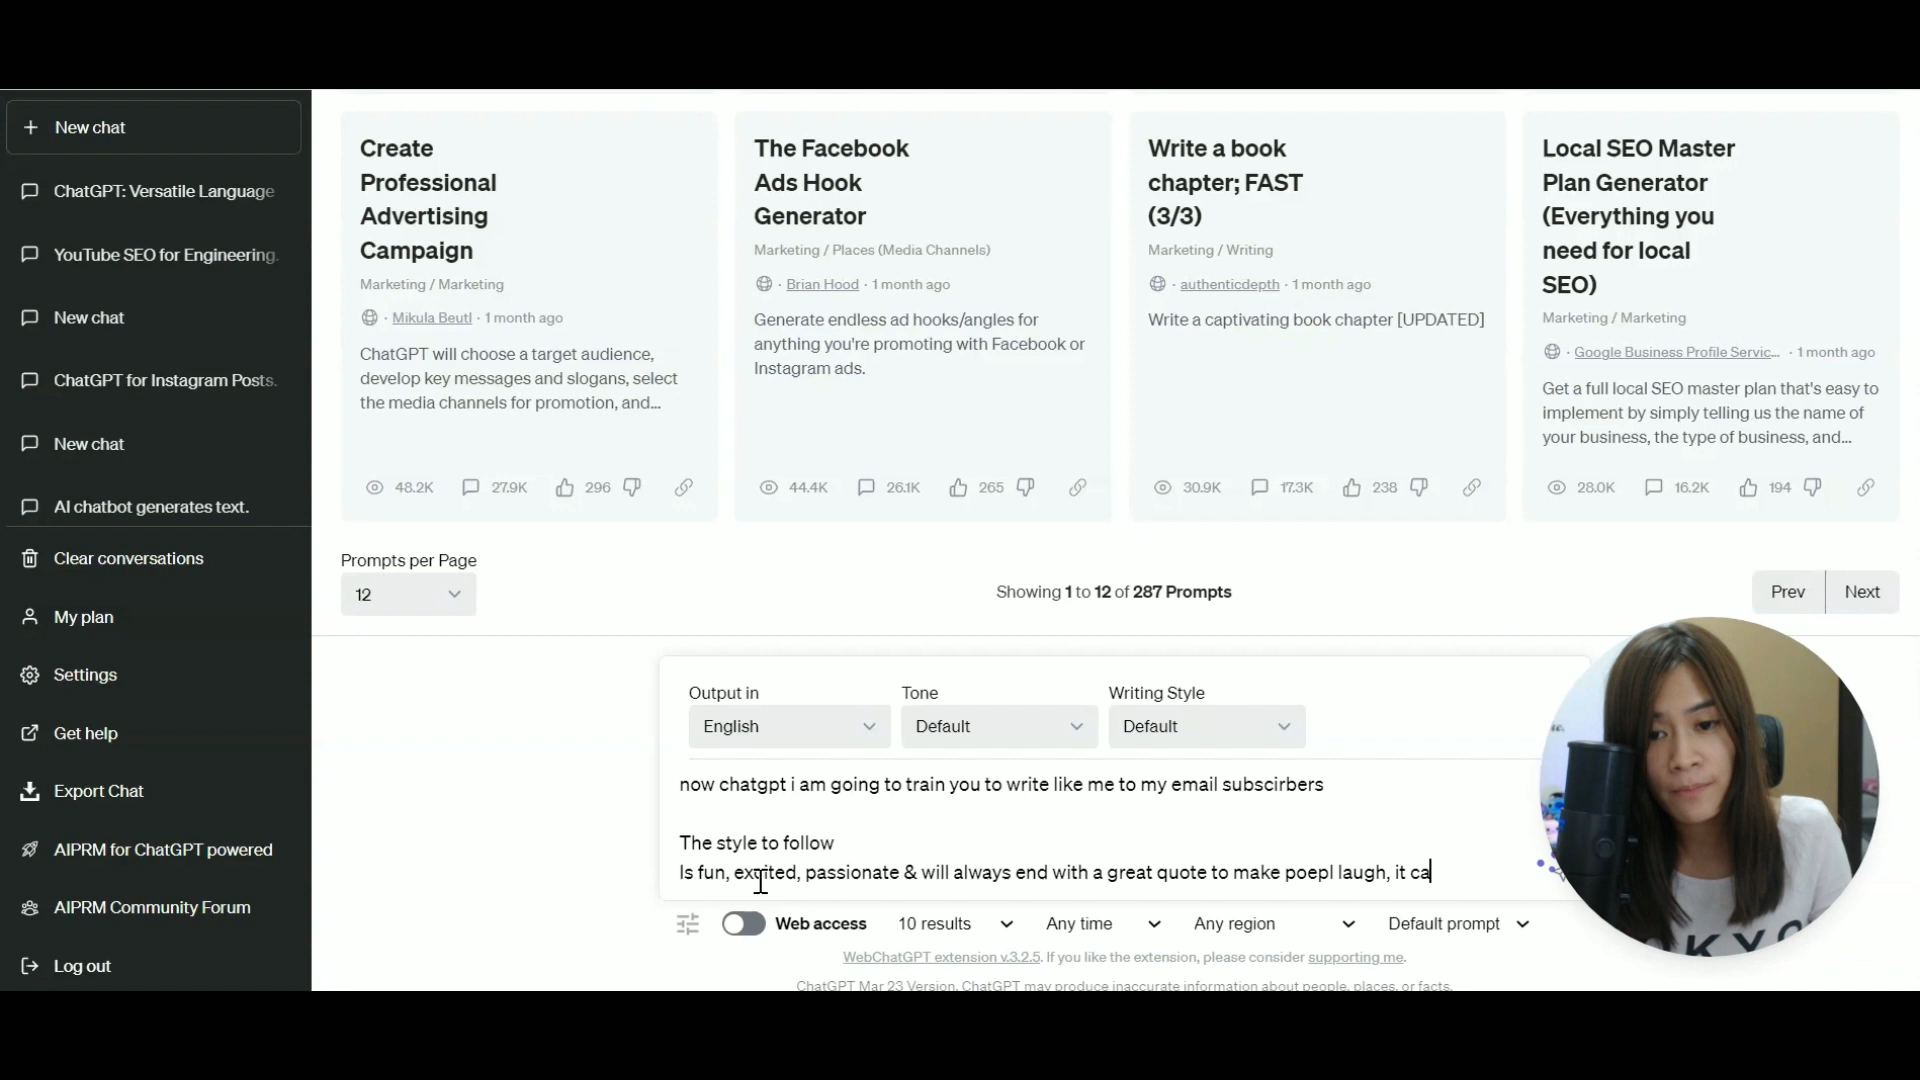 New chat
ChatGPT: Versatile Language
YouTube SEO for Engineering.
New chat
ChatGPT for Instagram Posts.
New chat
AI chatbot generates text.
Clear conversations
My plan
Settings
Get help
Export Chat
AIPRM for ChatGPT powered
AIPRM Community Forum
Log out
Create
Professional
Advertising
Campaign
Marketing / Marketing
· Mikula Beutl · 1 month ago
ChatGPT will choose a target audience,
develop key messages and slogans, select
the media channels for promotion, and...
48.2K 27.9K 296
The Facebook
Ads Hook
Generator
Marketing / Places (Media Channels)
· Brian Hood · 1 month ago
Generate endless ad hooks/angles for
anything you're promoting with Facebook or
Instagram ads.
44.4K 26.1K 265
Write a book
chapter; FAST
(3/3)
Marketing / Writing
· authenticdepth · 1 month ago
Write a captivating book chapter [UPDATED]
30.9K 17.3K 238
Local SEO Master
Plan Generator
(Everything you
need for local
SEO)
Marketing / Marketing
· Google Business Profile Servic... · 1 month ago
Get a full local SEO master plan that's easy to
implement by simply telling us the name of
your business, the type of business, and...
28.0K 16.2K 194
Prompts per Page
12
Showing 1 to 12 of 287 Prompts
Prev Next
Output in Tone Writing Style
English Default Default
now chatgpt i am going to train you to write like me to my email subscirbers
The style to follow
Is fun, exctited, passionate & will always end with a great quote to make poepl laugh, it ca
Web access 10 results Any time Any region Default prompt
WebChatGPT extension v.3.2.5. If you like the extension, please consider supporting me.
ChatGPT Mar 23 Version. ChatGPT may produce inaccurate information about people, places, or facts.